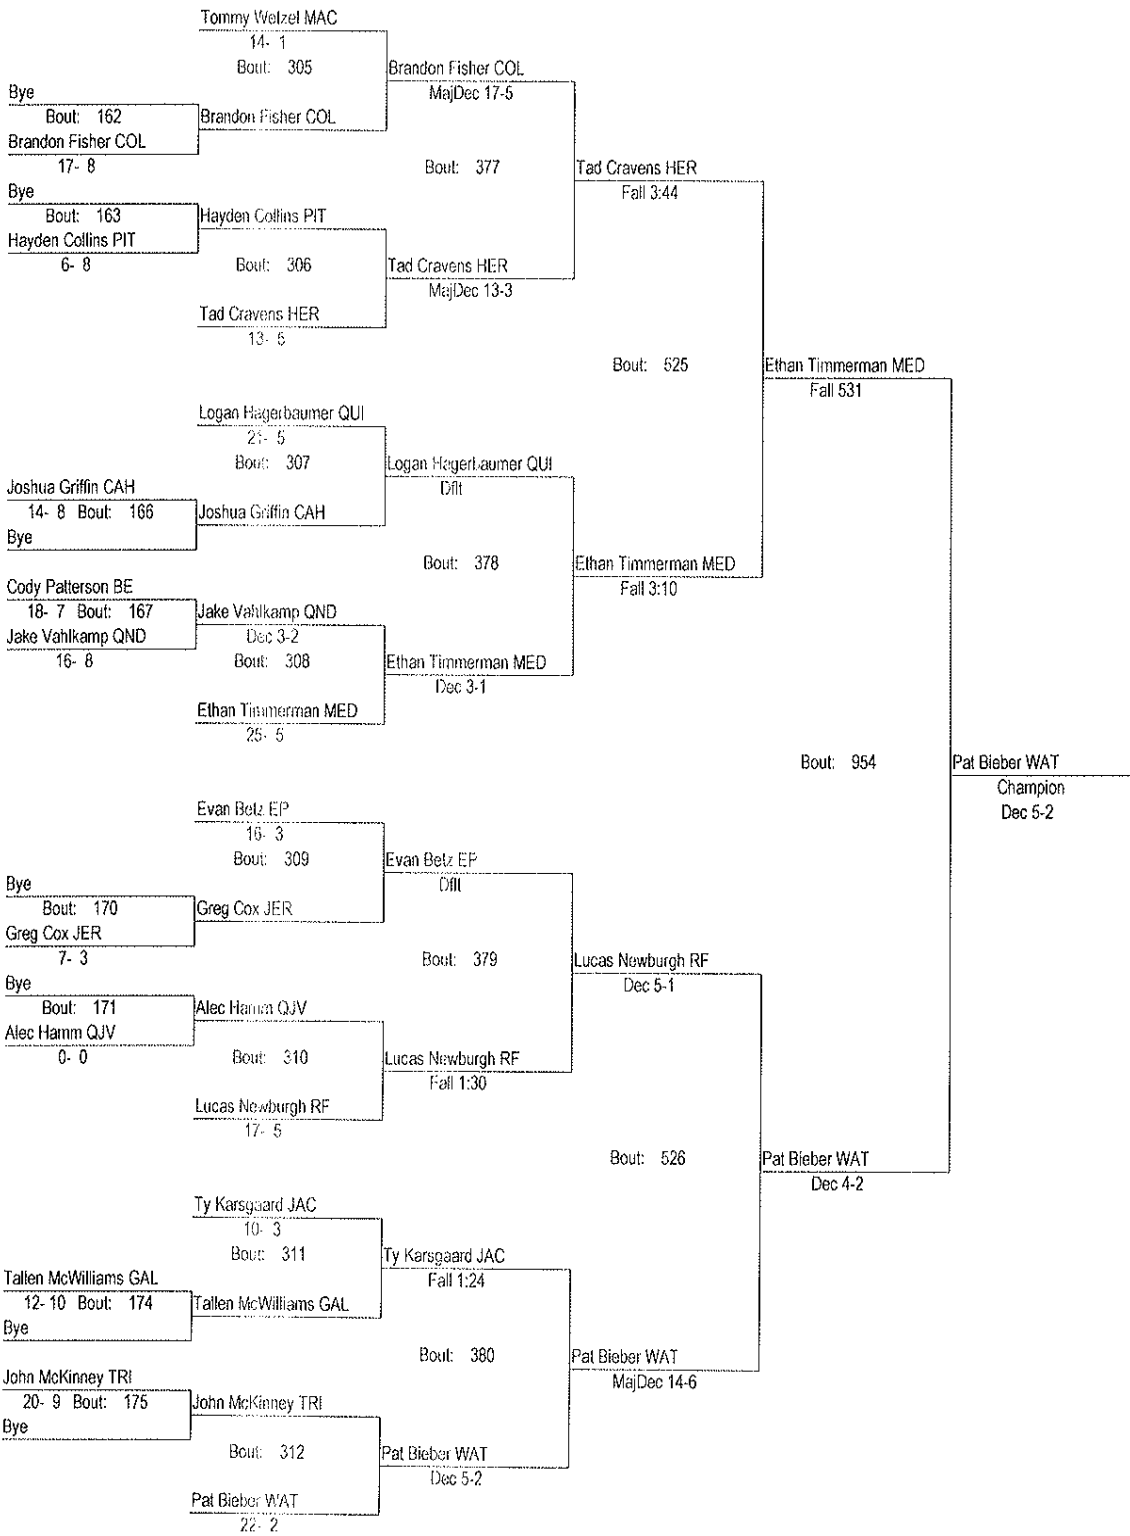 Tommy Wetzel MAC
14- 1
Bout: 305
Brandon Fisher COL
MajDec 17-5
Bye
Bout: 162
Brandon Fisher COL
Brandon Fisher COL
17- 8
Bout: 377
Tad Cravens HER
Fall 3:44
Bye
Bout: 163
Hayden Collins PIT
Hayden Collins PIT
6- 8
Bout: 306
Tad Cravens HER
MajDec 13-3
Tad Cravens HER
13- 5
Bout: 525
Ethan Timmerman MED
Fall 531
Logan Hagerbaumer QUI
21- 5
Bout: 307
Logan Hagerbaumer QUI
Dflt
Joshua Griffin CAH
14- 8 Bout: 166
Joshua Griffin CAH
Bye
Bout: 378
Ethan Timmerman MED
Fall 3:10
Cody Patterson BE
18- 7 Bout: 167
Jake Vahlkamp QND
Jake Vahlkamp QND
Dec 3-2
16- 8
Bout: 308
Ethan Timmerman MED
Dec 3-1
Ethan Timmerman MED
25- 5
Bout: 954
Pat Bieber WAT
Champion
Dec 5-2
Evan Betz EP
16- 3
Bout: 309
Evan Betz EP
Dflt
Bye
Bout: 170
Greg Cox JER
Greg Cox JER
7- 3
Bout: 379
Lucas Newburgh RF
Dec 5-1
Bye
Bout: 171
Alec Hamm QJV
Alec Hamm QJV
0- 0
Bout: 310
Lucas Newburgh RF
Fall 1:30
Lucas Newburgh RF
17- 5
Bout: 526
Pat Bieber WAT
Dec 4-2
Ty Karsgaard JAC
10- 3
Bout: 311
Ty Karsgaard JAC
Fall 1:24
Tallen McWilliams GAL
12- 10 Bout: 174
Tallen McWilliams GAL
Bye
Bout: 380
Pat Bieber WAT
MajDec 14-6
John McKinney TRI
20- 9 Bout: 175
John McKinney TRI
Bye
Bout: 312
Pat Bieber WAT
Dec 5-2
Pat Bieber WAT
22- 2